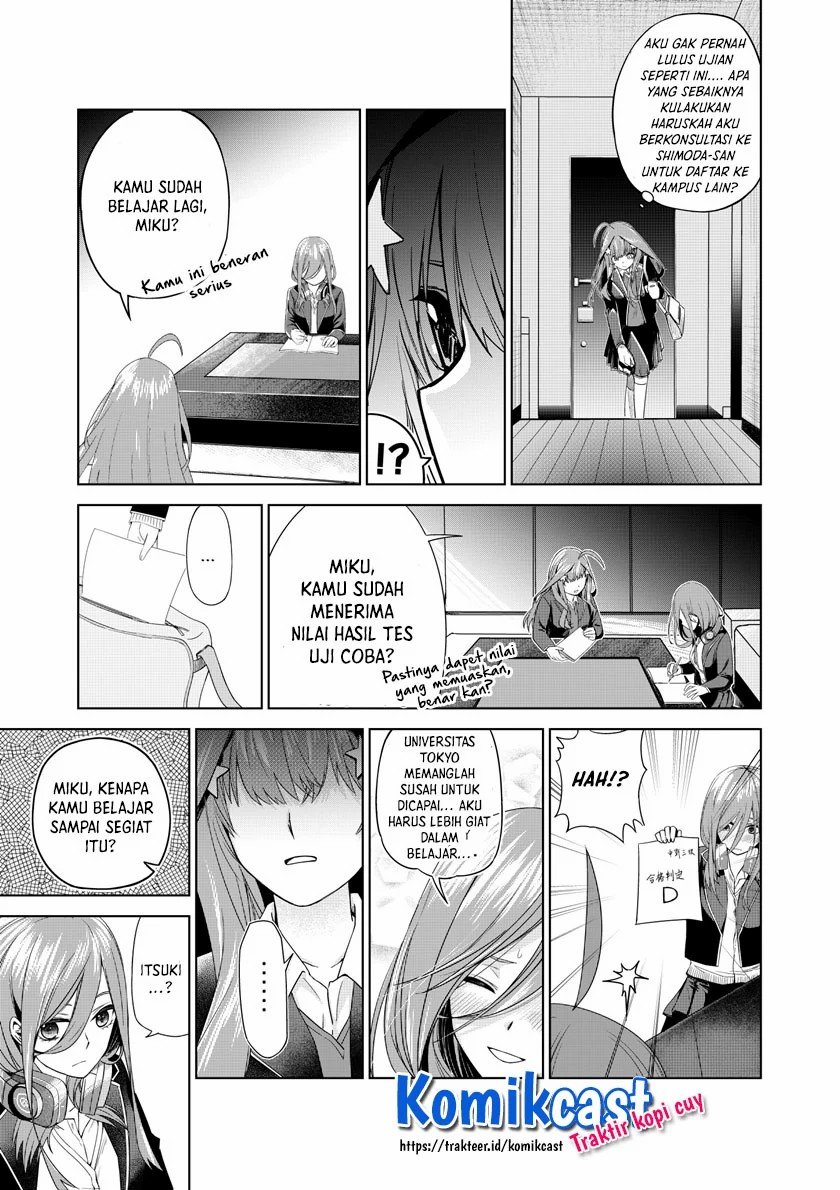 AKU GAK PERNAH
LULUS UJIAN
SEPERTI INI.... APA
YANG SEBAIKNYA
KULAKUKAN
HARUSKAH AKU
BERKONSULTASI KE
SHIMODA-SAN
UNTUK DAFTAR KE
KAMPUS LAIN?
!?
KAMU SUDAH
BELAJAR LAGI,
MIKU?
Kamu ini beneran
serius
MIKU,
KAMU SUDAH
MENERIMA
NILAI HASIL TES
UJI COBA?
Pastinya dapet nilai
yang memuaskan,
benar kan?
...
HAH!?
中野三玖
合格判定
D
UNIVERSITAS
TOKYO
MEMANGLAH
SUSAH UNTUK
DICAPAI... AKU
HARUS LEBIH GIAT
DALAM
BELAJAR...
......
MIKU, KENAPA
KAMU BELAJAR
SAMPAI SEGIAT
ITU?
ITSUKI
...?
Komikcast
Traktir kopi cuy
https://trakteer.id/komikcast